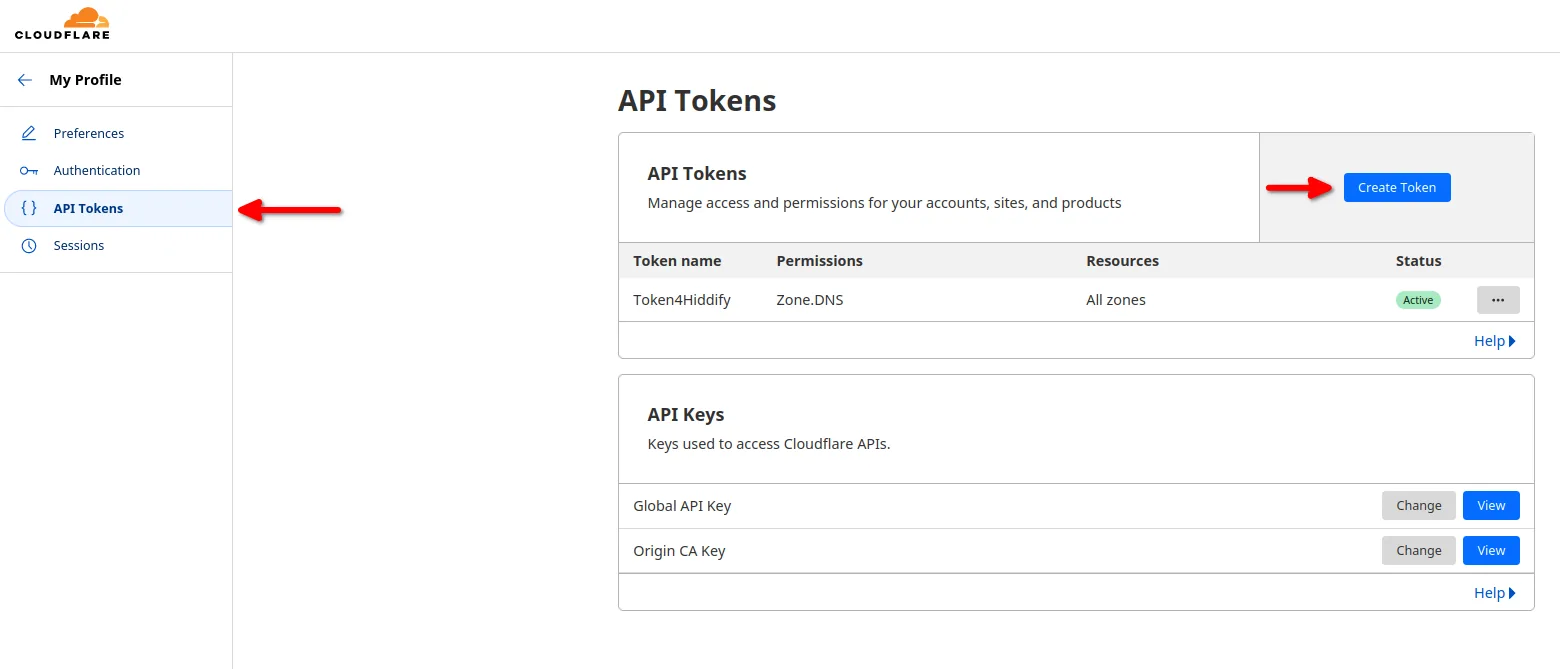 CLOUDFLARE
My Profile
Preferences
Authentication
{ } API Tokens
Sessions
API Tokens
API Tokens
Manage access and permissions for your accounts, sites, and products
Create Token
Token name Permissions Resources Status
Token4Hiddify Zone.DNS All zones Active ...
Help
API Keys
Keys used to access Cloudflare APIs.
Global API Key Change View
Origin CA Key Change View
Help